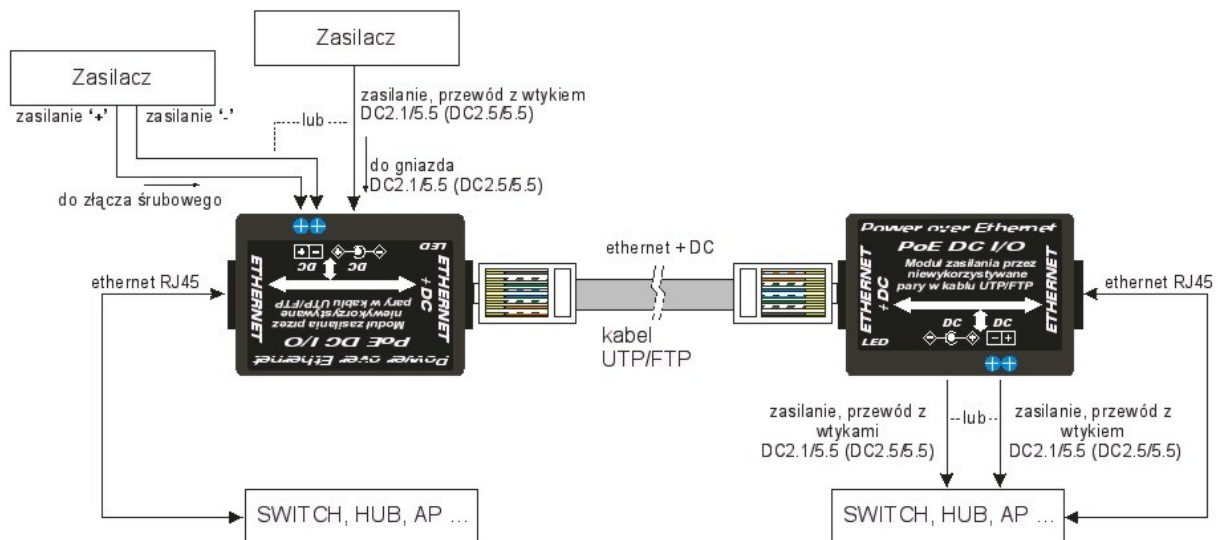 Zasilacz
Zasilacz
zasilanie '+'
zasilanie '-'
zasilanie, przewód z wtykiem
DC2.1/5.5 (DC2.5/5.5)
lub
do gniazda
DC2.1/5.5 (DC2.5/5.5)
do złącza śrubowego
ethernet RJ45
LED
DC
DC
ETHERNET
ETHERNET
+ DC
Moduł zasilania przez
niewykorzystywane
pary w kablu UTP/FTP
PoE DC I/O
Power over Ethernet
ethernet + DC
kabel
UTP/FTP
Power over Ethernet
PoE DC I/O
Moduł zasilania przez
niewykorzystywane
pary w kablu UTP/FTP
ETHERNET
+ DC
ETHERNET
DC
DC
LED
ethernet RJ45
zasilanie, przewód z
wtykami
DC2.1/5.5 (DC2.5/5.5)
lub
zasilanie, przewód z
wtykiem
DC2.1/5.5 (DC2.5/5.5)
SWITCH, HUB, AP ...
SWITCH, HUB, AP ...